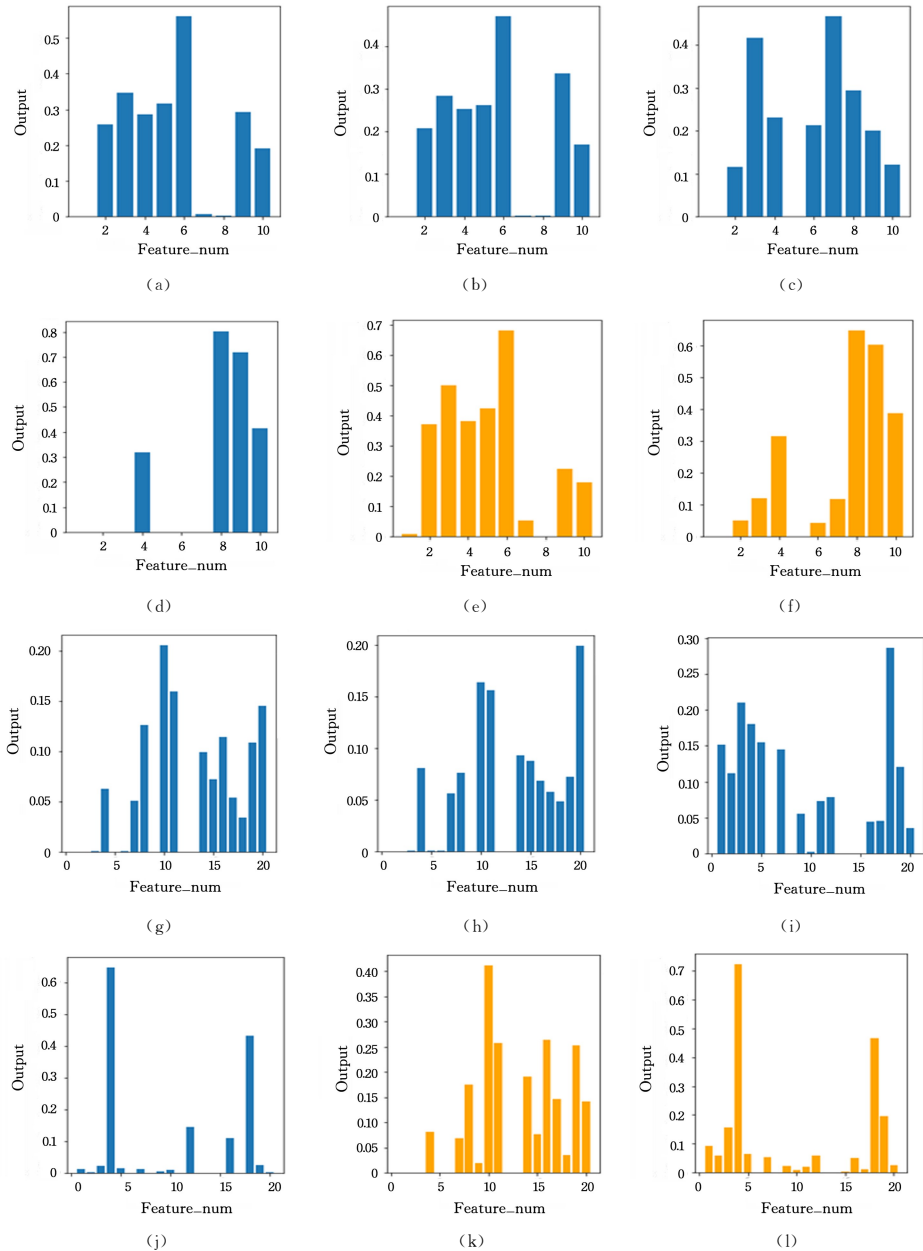 0.5
0.4
0.3
0.2
0.1
0
Output
2 4 6 8 10
Feature_num
(a)
0.4
0.3
0.2
0.1
0
Output
2 4 6 8 10
Feature_num
(b)
0.4
0.3
0.2
0.1
0
Output
2 4 6 8 10
Feature_num
(c)
0.8
0.7
0.6
0.5
0.4
0.3
0.2
0.1
0
Output
2 4 6 8 10
Feature_num
(d)
0.7
0.6
0.5
0.4
0.3
0.2
0.1
0
Output
2 4 6 8 10
Feature_num
(e)
0.6
0.5
0.4
0.3
0.2
0.1
0
Output
2 4 6 8 10
Feature_num
(f)
0.20
0.15
0.10
0.05
0
Output
0 5 10 15 20
Feature_num
(g)
0.20
0.15
0.10
0.05
0
Output
0 5 10 15 20
Feature_num
(h)
0.30
0.25
0.20
0.15
0.10
0.05
0
Output
0 5 10 15 20
Feature_num
(i)
0.6
0.5
0.4
0.3
0.2
0.1
0
Output
0 5 10 15 20
Feature_num
(j)
0.40
0.35
0.30
0.25
0.20
0.15
0.10
0.05
0
Output
0 5 10 15 20
Feature_num
(k)
0.7
0.6
0.5
0.4
0.3
0.2
0.1
0
Output
0 5 10 15 20
Feature_num
(l)